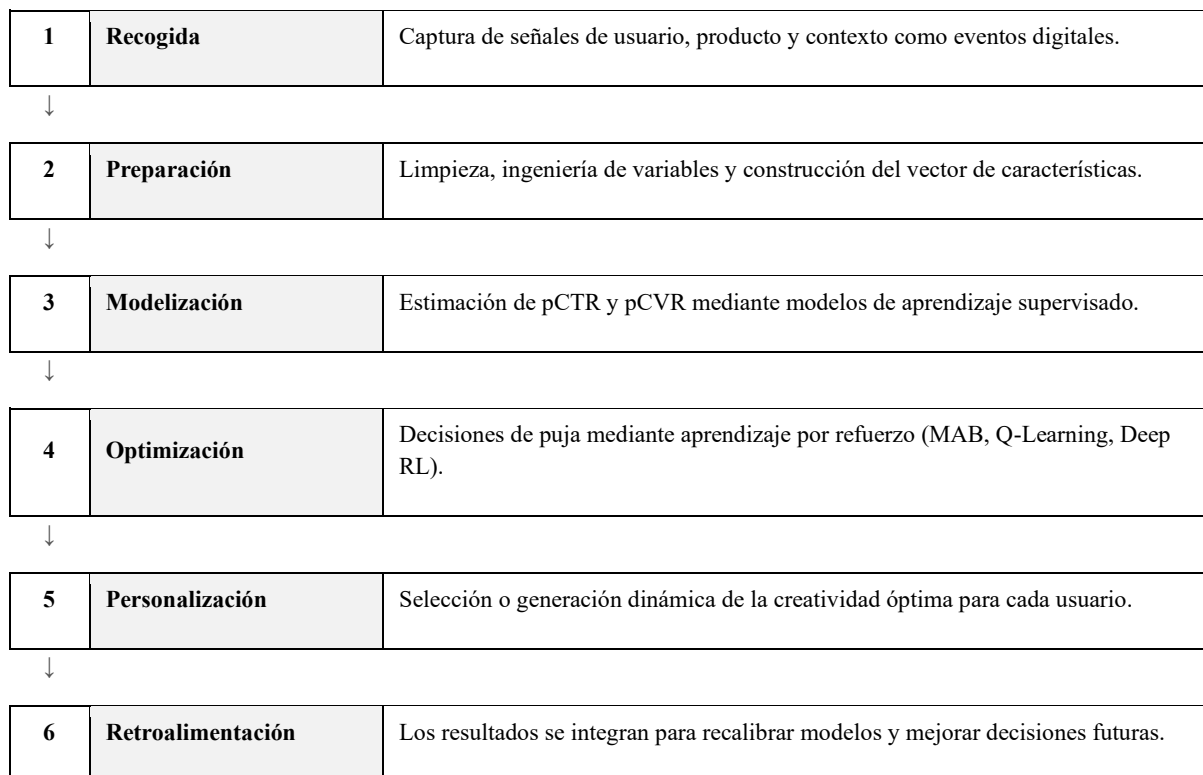 1 Recogida Captura de señales de usuario, producto y contexto como eventos digitales.
↓
2 Preparación Limpieza, ingeniería de variables y construcción del vector de características.
↓
3 Modelización Estimación de pCTR y pCVR mediante modelos de aprendizaje supervisado.
↓
4 Optimización Decisiones de puja mediante aprendizaje por refuerzo (MAB, Q-Learning, Deep
RL).
↓
5 Personalización Selección o generación dinámica de la creatividad óptima para cada usuario.
↓
6 Retroalimentación Los resultados se integran para recalibrar modelos y mejorar decisiones futuras.